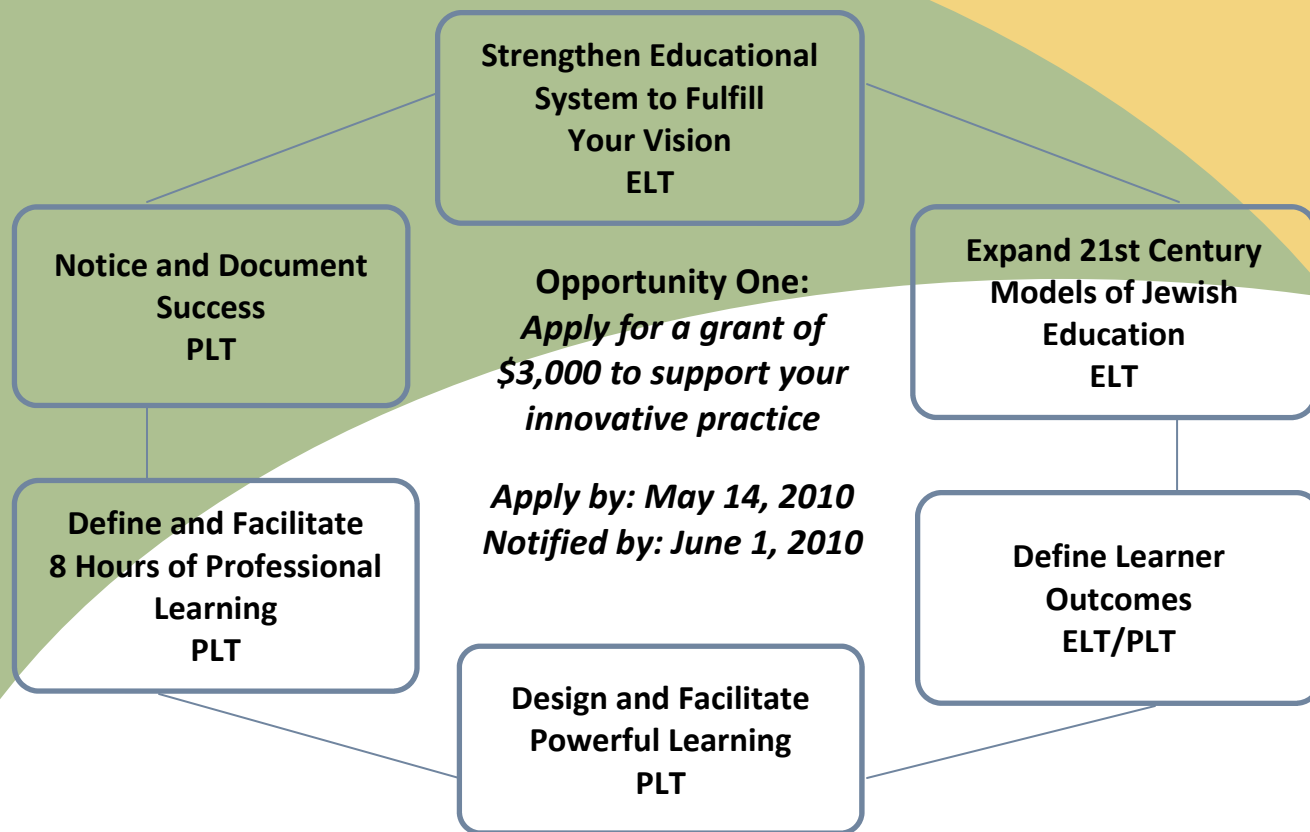 Strengthen Educational
System to Fulfill
Your Vision
ELT
Notice and Document
Success
PLT
Expand 21st Century
Models of Jewish
Education
ELT
Opportunity One:
Apply for a grant of
$3,000 to support your
innovative practice
Apply by: May 14, 2010
Notified by: June 1, 2010
Define and Facilitate
8 Hours of Professional
Learning
PLT
Define Learner
Outcomes
ELT/PLT
Design and Facilitate
Powerful Learning
PLT